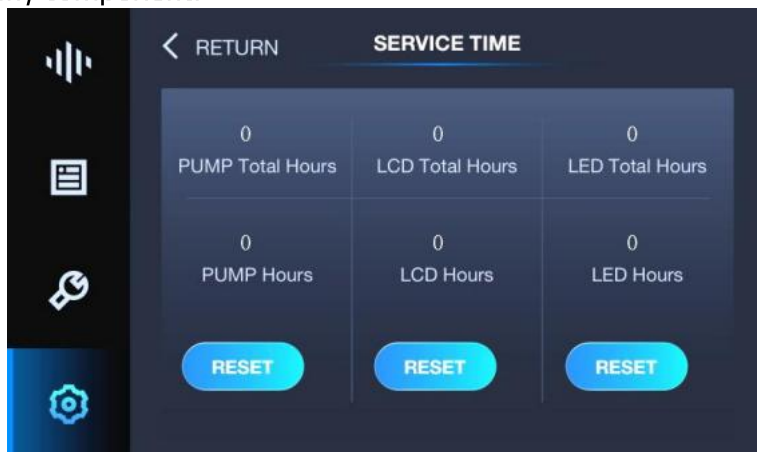 RETURN
SERVICE TIME
0 0 0
PUMP Total Hours LCD Total Hours LED Total Hours
0 0 0
PUMP Hours LCD Hours LED Hours
RESET RESET RESET